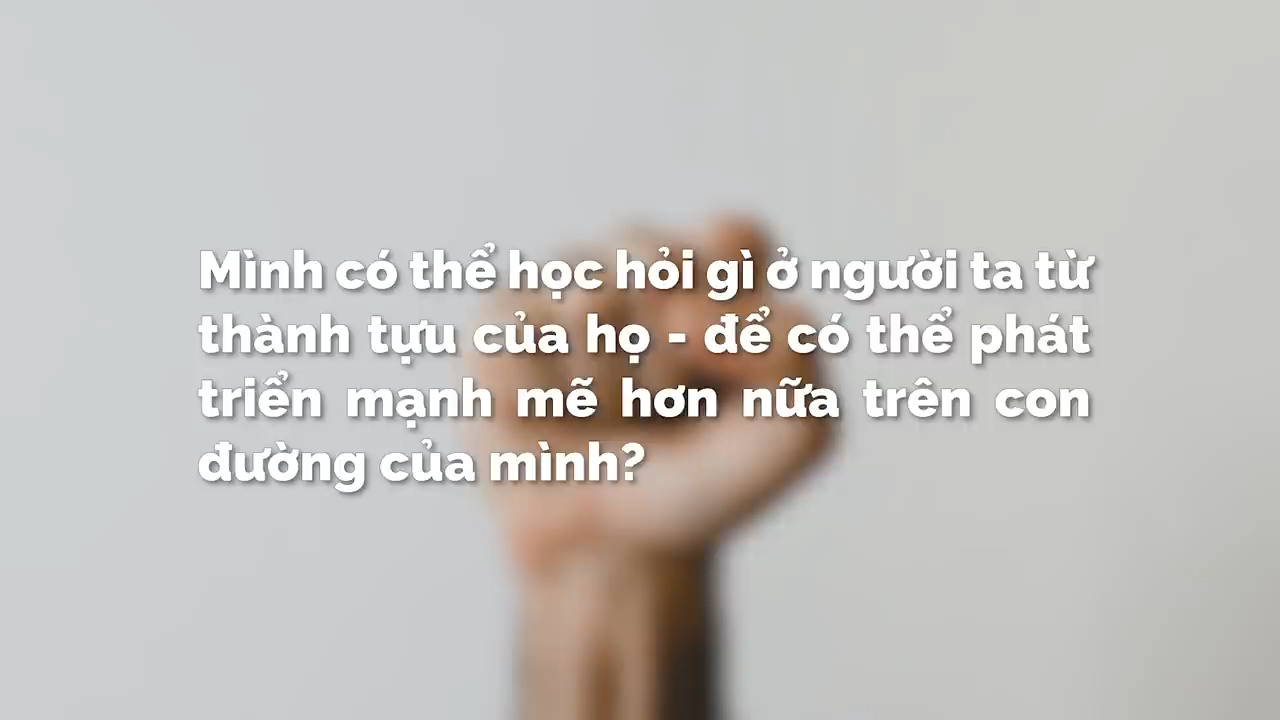 Mình có thể học hỏi gì ở người ta từ
thành tựu của họ - để có thể phát
triển mạnh mẽ hơn nữa trên con
đường của mình?